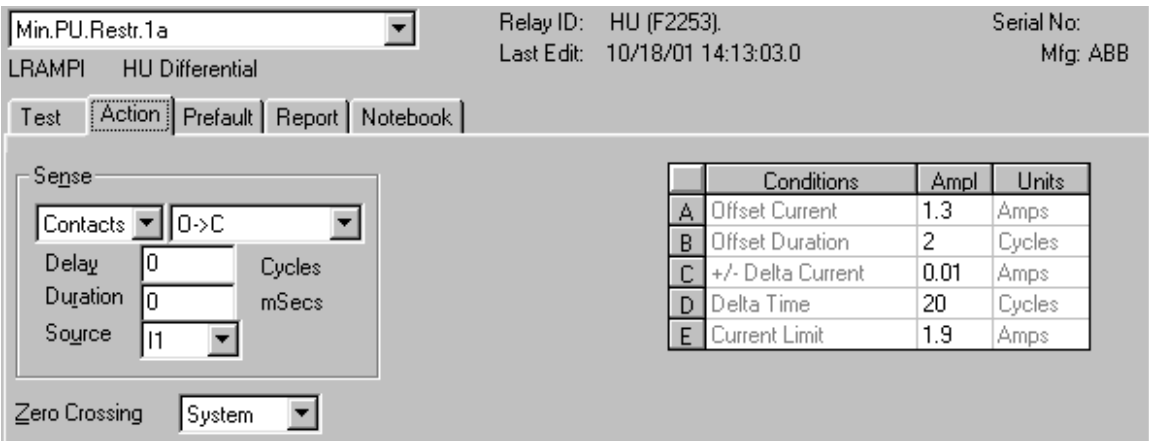 Min.PU.Restr.1a
Relay ID: HU (F2253).
Serial No:
Last Edit: 10/18/01 14:13:03.0
Mfg: ABB
LRAMPI HU Differential
Test Action Prefault Report Notebook
Sense
Contacts O->C
Delay 0 Cycles
Duration 0 mSecs
Source I1
Zero Crossing System
Conditions Ampl Units
A Offset Current 1.3 Amps
B Offset Duration 2 Cycles
C +/- Delta Current 0.01 Amps
D Delta Time 20 Cycles
E Current Limit 1.9 Amps